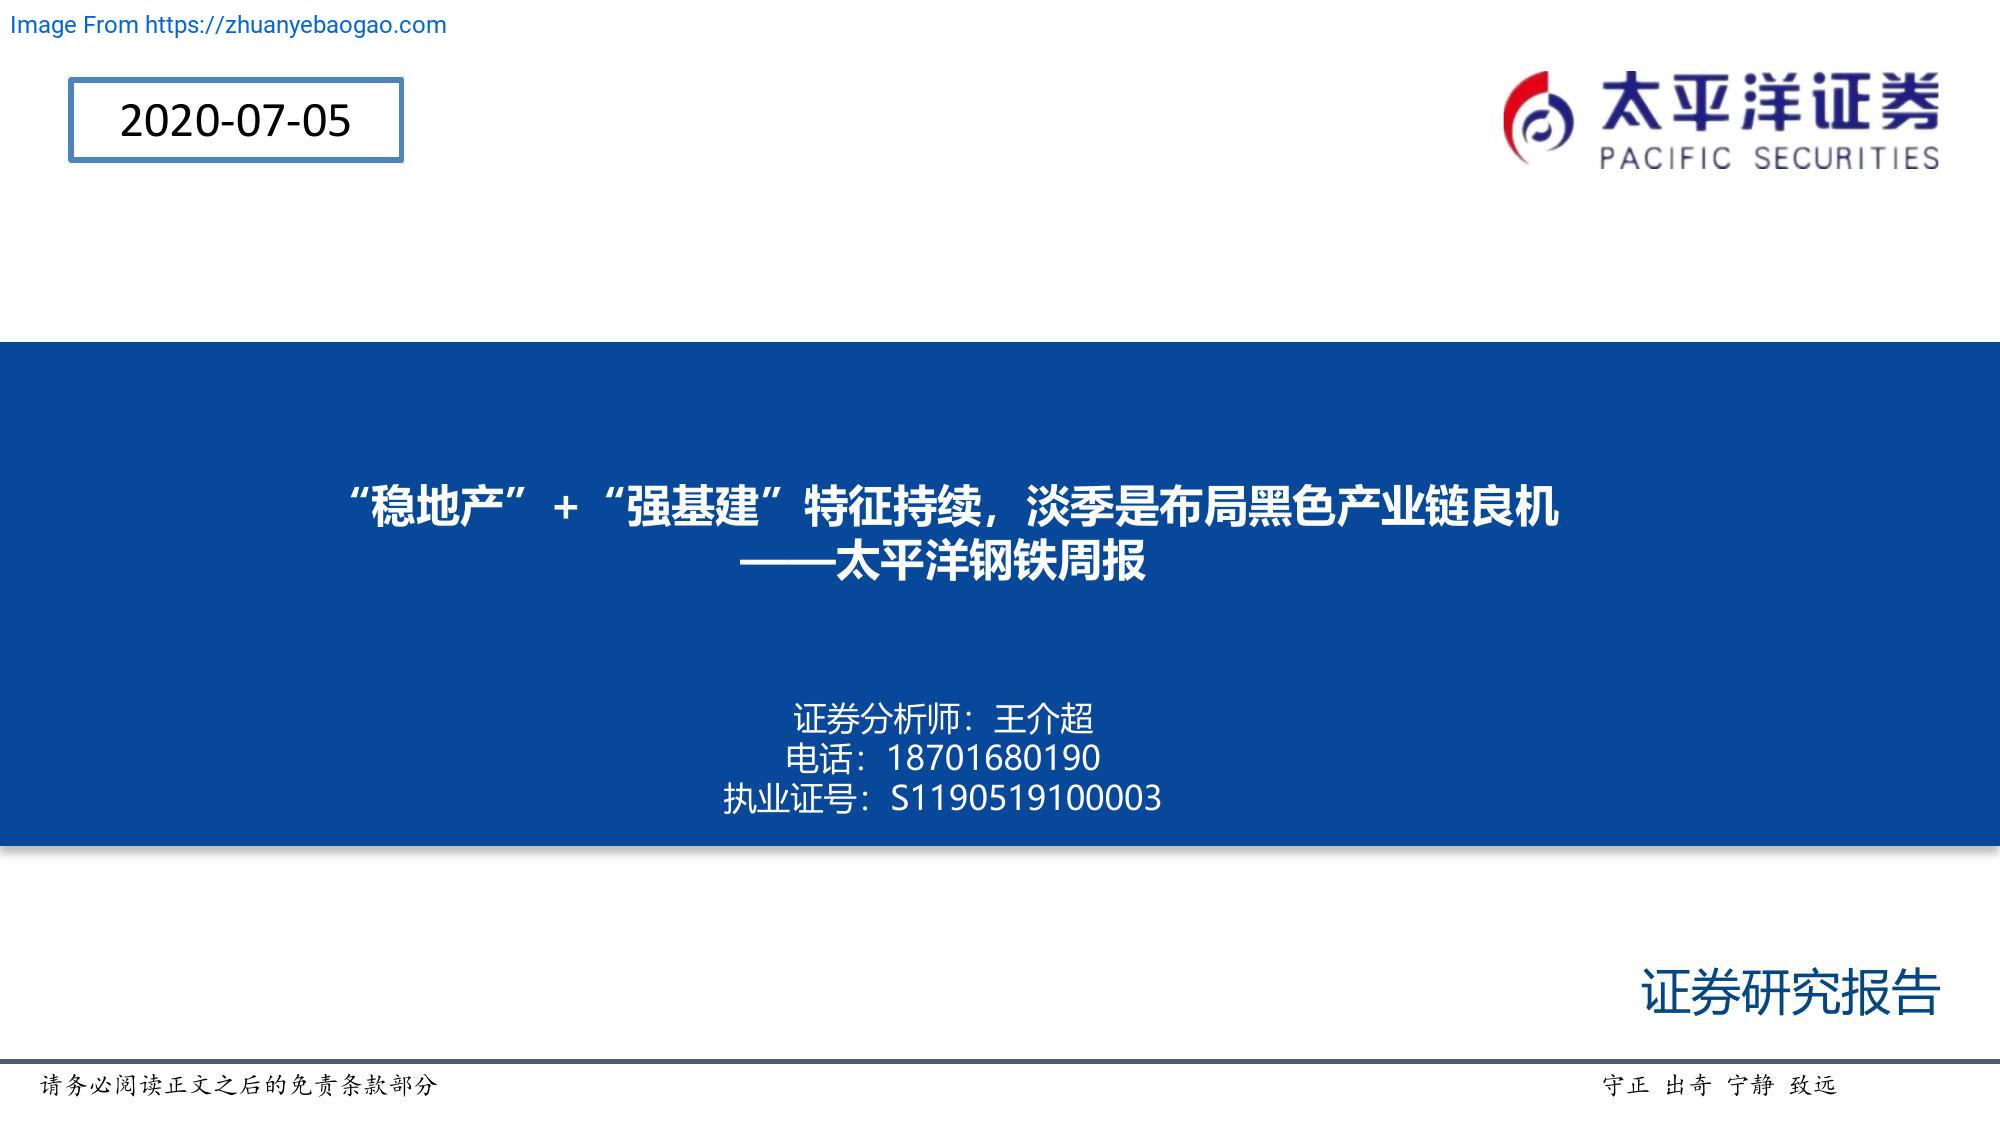 Image From https://zhuanyebaogao.com
2020-07-05
太平洋证券
PACIFIC SECURITIES
“稳地产”+“强基建”特征持续，淡季是布局黑色产业链良机
——太平洋钢铁周报
证券分析师：王介超
电话：18701680190
执业证号：S1190519100003
证券研究报告
请务必阅读正文之后的免责条款部分
守正 出奇 宁静 致远